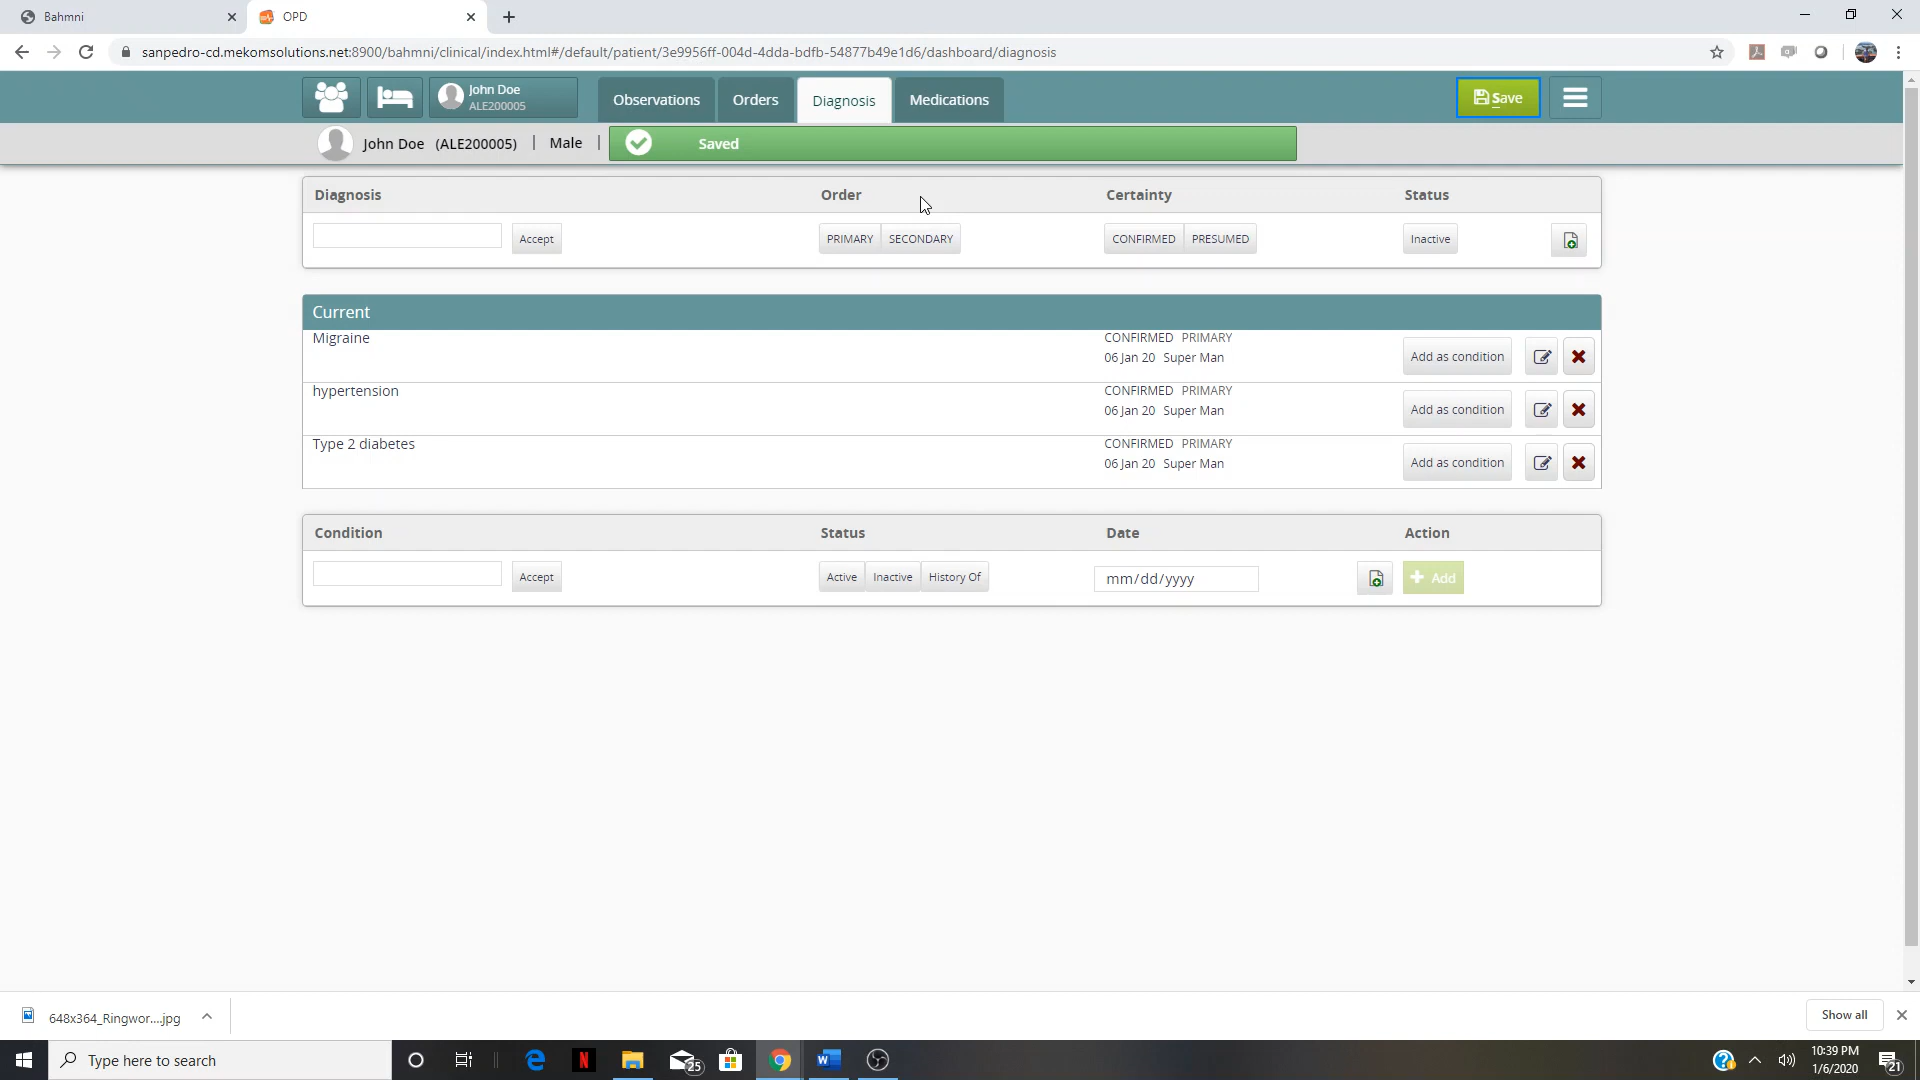 Bahmni
OPD
sanpedro-cd.mekomsolutions.net:8900/bahmni/clinical/index.html#/default/patient/3e9956ff-004d-4dda-bdfb-54877b49e1d6/dashboard/diagnosis
John Doe
ALE200005
Observations
Orders
Diagnosis
Medications
Save
John Doe (ALE200005) | Male |
Saved
Diagnosis Order Certainty Status
Accept PRIMARY SECONDARY CONFIRMED PRESUMED Inactive
Current
Migraine CONFIRMED PRIMARY
06 Jan 20 Super Man
Add as condition
hypertension CONFIRMED PRIMARY
06 Jan 20 Super Man
Add as condition
Type 2 diabetes CONFIRMED PRIMARY
06 Jan 20 Super Man
Add as condition
Condition Status Date Action
Accept Active Inactive History Of mm/dd/yyyy Add
648x364_Ringwor....jpg
Show all
Type here to search
25
10:39 PM
1/6/2020
21